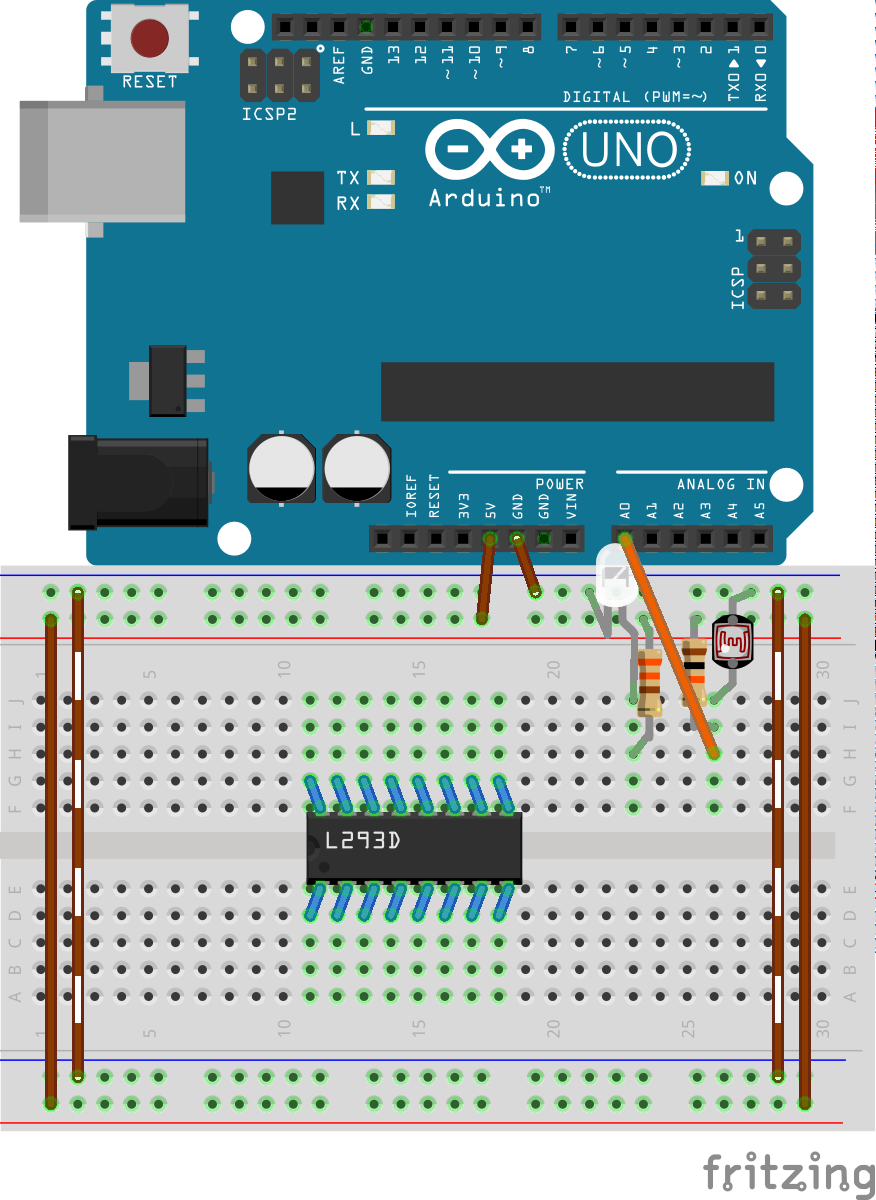 RESET
ICSP2
AREF
GND
13
12
~11
~10
~9
8
7
~6
~5
4
~3
2
TX0▶1
RX0◀0
DIGITAL (PWM=~)
L
TX
RX
Arduino™
UNO
ON
1
ICSP
IOREF
RESET
3V3
5V
GND
GND
VIN
POWER
A0
A1
A2
A3
A4
A5
ANALOG IN
1 5 10 15 20 25 30
J J
I I
H H
G G
F F
L293D
E E
D D
C C
B B
A A
1 5 10 15 20 25 30
fritzing